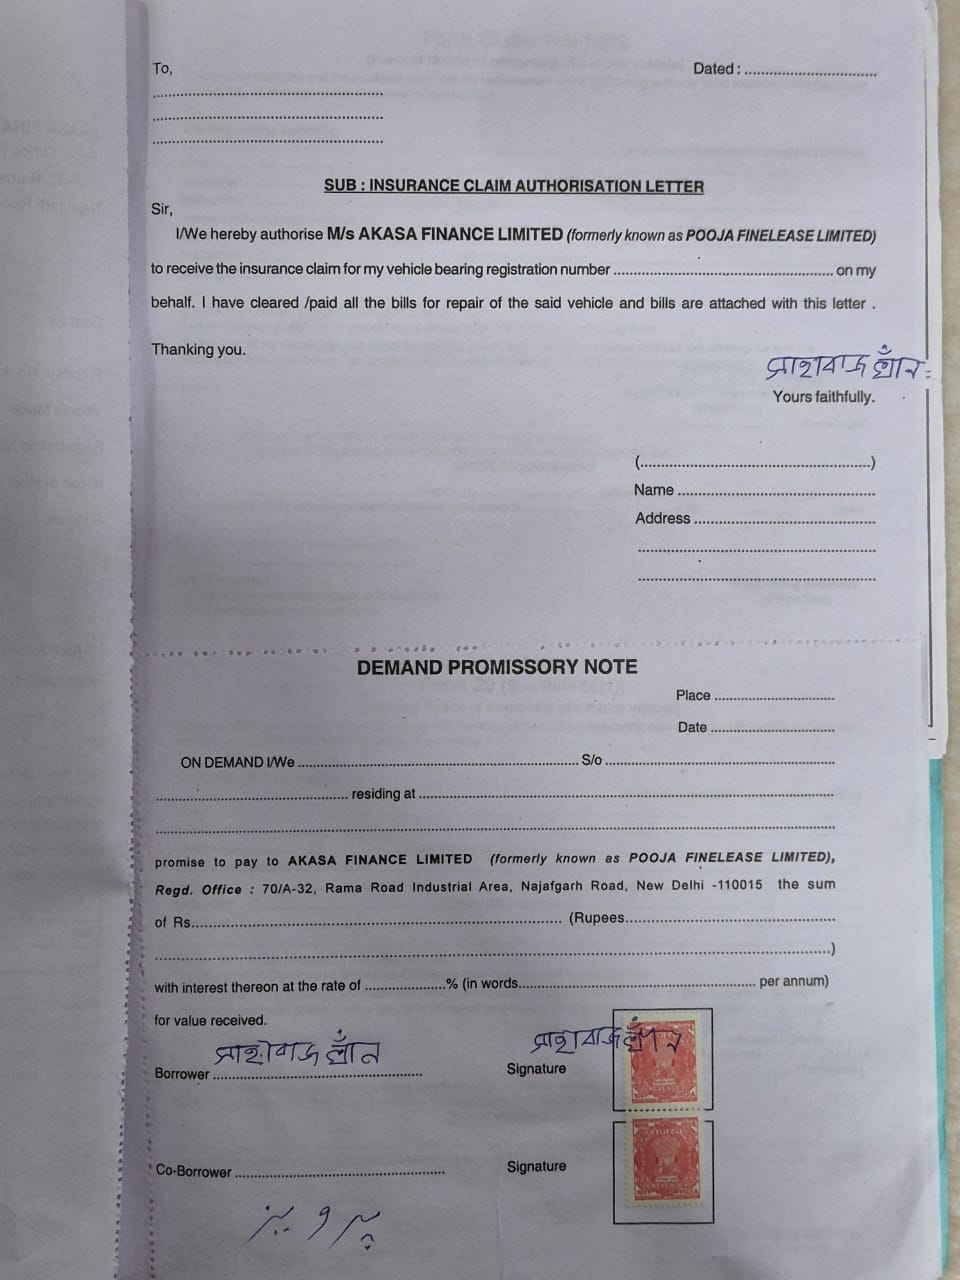 To,
Dated : ................................
............................................................
............................................................
............................................................
SUB : INSURANCE CLAIM AUTHORISATION LETTER
Sir,
I/We hereby authorise M/s AKASA FINANCE LIMITED (formerly known as POOJA FINELEASE LIMITED)
to receive the insurance claim for my vehicle bearing registration number ........................................................ on my
behalf. I have cleared /paid all the bills for repair of the said vehicle and bills are attached with this letter .
Thanking you.
সাহাবাজ খাঁন
Yours faithfully.
(............................................................)
Name ..................................................
Address ..............................................
............................................................
............................................................
DEMAND PROMISSORY NOTE
Place ..............................
Date ...............................
ON DEMAND I/We ........................................................................ S/o ...........................................................
................................................. residing at .........................................................................................................
..............................................................................................................................................................................
promise to pay to AKASA FINANCE LIMITED (formerly known as POOJA FINELEASE LIMITED),
Regd. Office : 70/A-32, Rama Road Industrial Area, Najafgarh Road, New Delhi -110015 the sum
of Rs............................................................................................... (Rupees......................................................
..............................................................................................................................................................................)
with interest thereon at the rate of .....................% (in words............................................................. per annum)
for value received.
সাহাবাজ খাঁন
সাহাবাজ খাঁন
Borrower ......................................................
Signature
Co-Borrower ......................................................
Signature